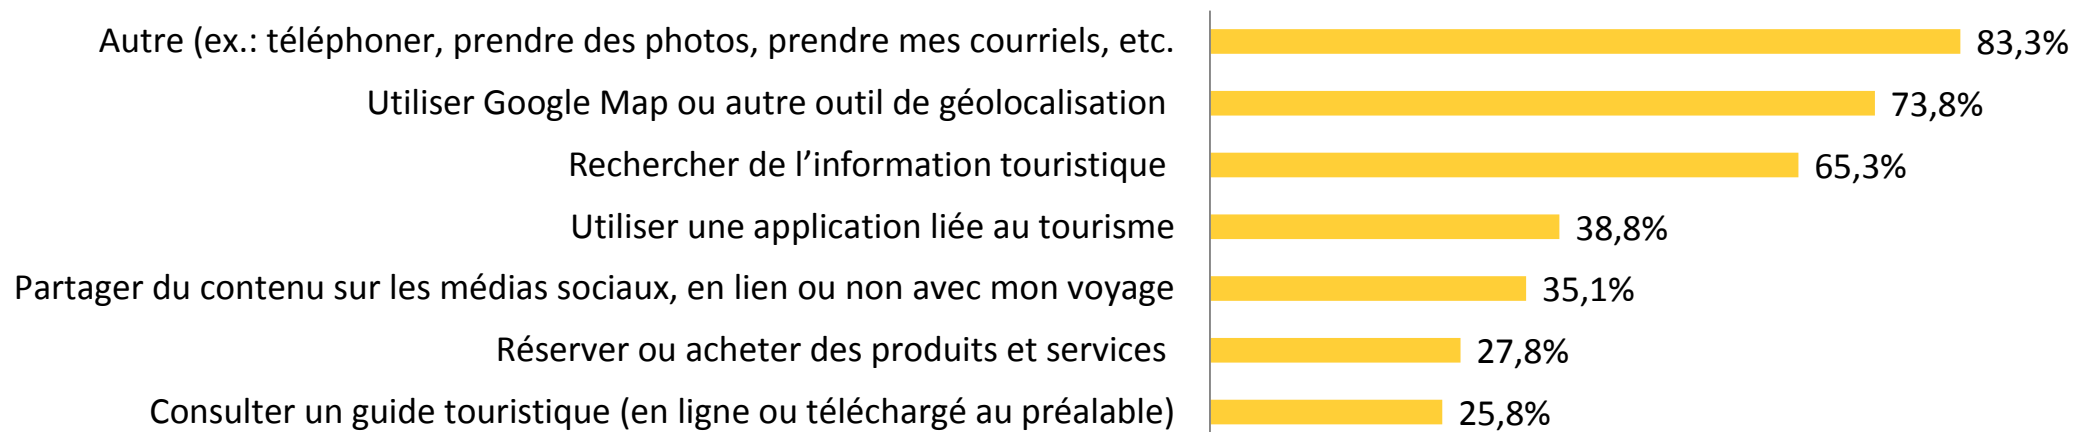 Autre (ex.: téléphoner, prendre des photos, prendre mes courriels, etc. 83,3%
Utiliser Google Map ou autre outil de géolocalisation 73,8%
Rechercher de l’information touristique 65,3%
Utiliser une application liée au tourisme 38,8%
Partager du contenu sur les médias sociaux, en lien ou non avec mon voyage 35,1%
Réserver ou acheter des produits et services 27,8%
Consulter un guide touristique (en ligne ou téléchargé au préalable) 25,8%